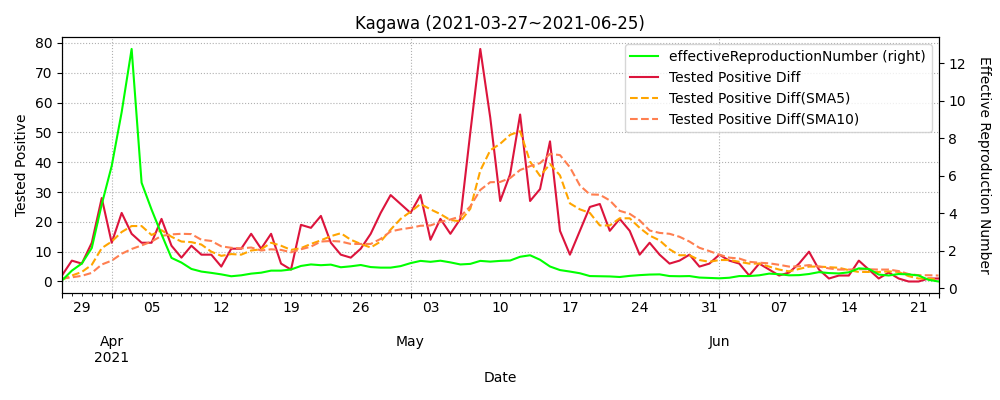 Kagawa (2021-03-27~2021-06-25)
effectiveReproductionNumber (right)
Tested Positive Diff
Tested Positive Diff(SMA5)
Tested Positive Diff(SMA10)
Tested Positive
80
70
60
50
40
30
20
10
0
Effective Reproduction Number
12
10
8
6
4
2
0
29 05 12 19 26 03 10 17 24 31 07 14 21
Apr May Jun
2021
Date